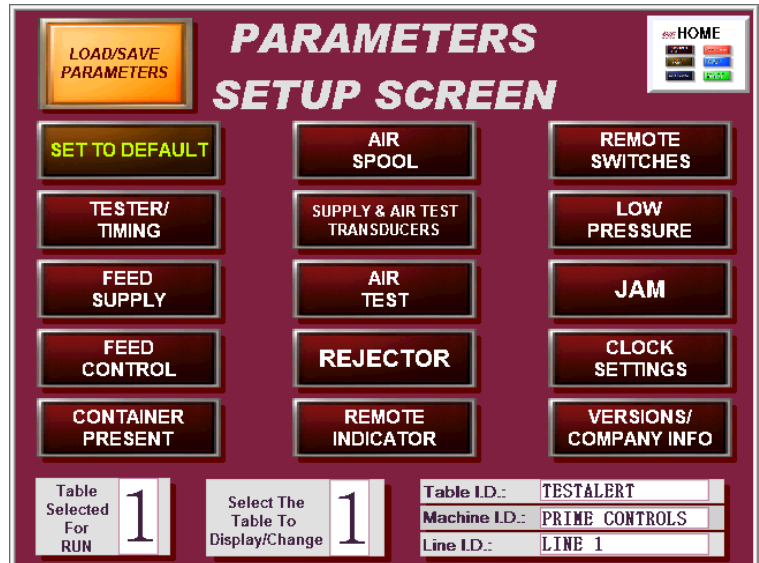 LOAD/SAVE
PARAMETERS
PARAMETERS
SETUP SCREEN
HOME
SET TO DEFAULT
AIR
SPOOL
REMOTE
SWITCHES
TESTER/
TIMING
SUPPLY & AIR TEST
TRANSDUCERS
LOW
PRESSURE
FEED
SUPPLY
AIR
TEST
JAM
FEED
CONTROL
REJECTOR
CLOCK
SETTINGS
CONTAINER
PRESENT
REMOTE
INDICATOR
VERSIONS/
COMPANY INFO
Table
Selected
For
RUN
1
Select The
Table To
Display/Change
1
Table I.D.: TESTALERT
Machine I.D.: PRIME CONTROLS
Line I.D.: LINE 1